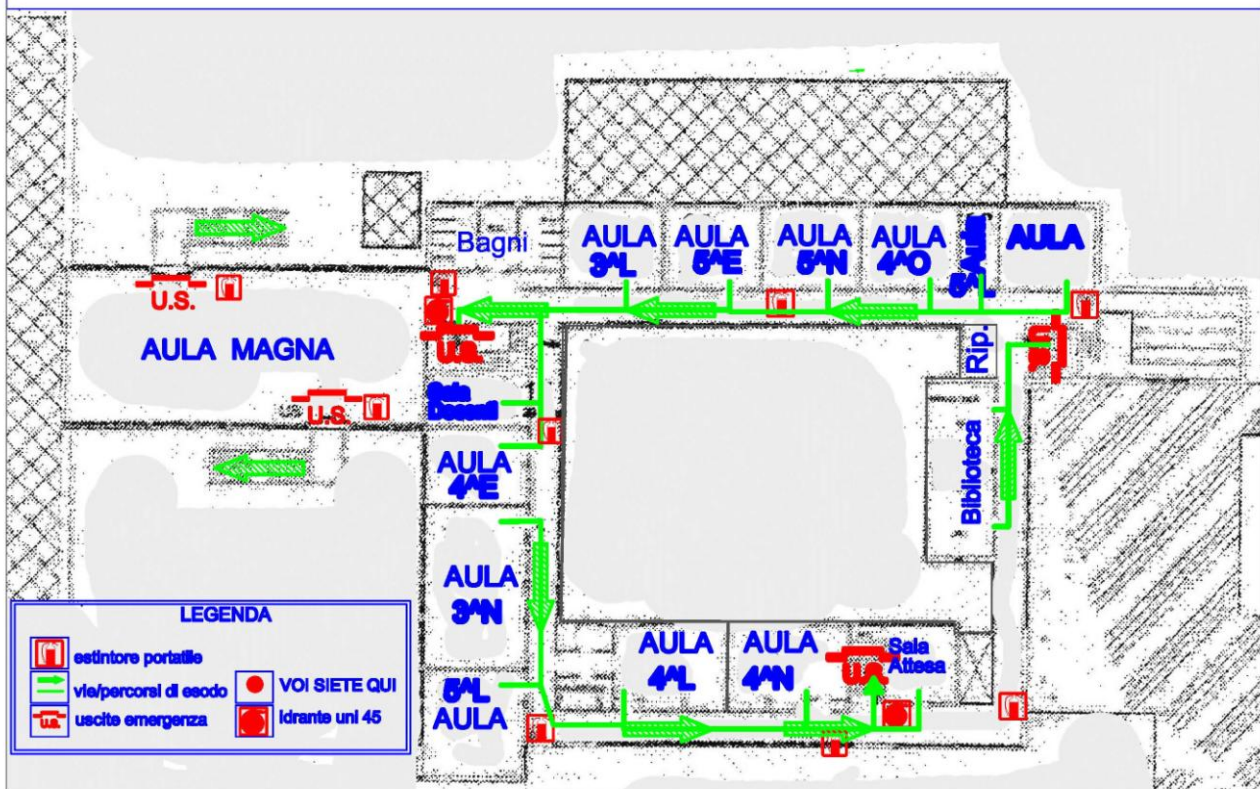 Bagni
AULA
3^L
AULA
5^E
AULA
5^N
AULA
4^O
5^L
Aula
AULA
U.S.
AULA MAGNA
U.S.
U.S.
U.S.
Rip.
Sala
Docenti
AULA
4^E
Biblioteca
AULA
3^N
5^L
AULA
AULA
4^L
AULA
4^N
U.S.
Sala
Attesa
LEGENDA
estintore portatile
vie/percorsi di esodo
U.S.
uscite emergenza
VOI SIETE QUI
Idrante uni 45